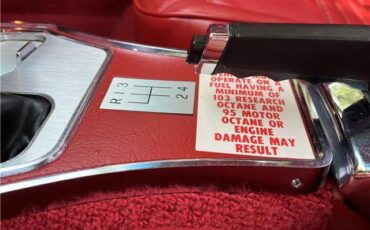 R 1 3
2 4
OPERATE ON A
FUEL HAVING A
MINIMUM OF
103 RESEARCH
OCTANE AND
95 MOTOR
OCTANE OR
ENGINE
DAMAGE MAY
RESULT